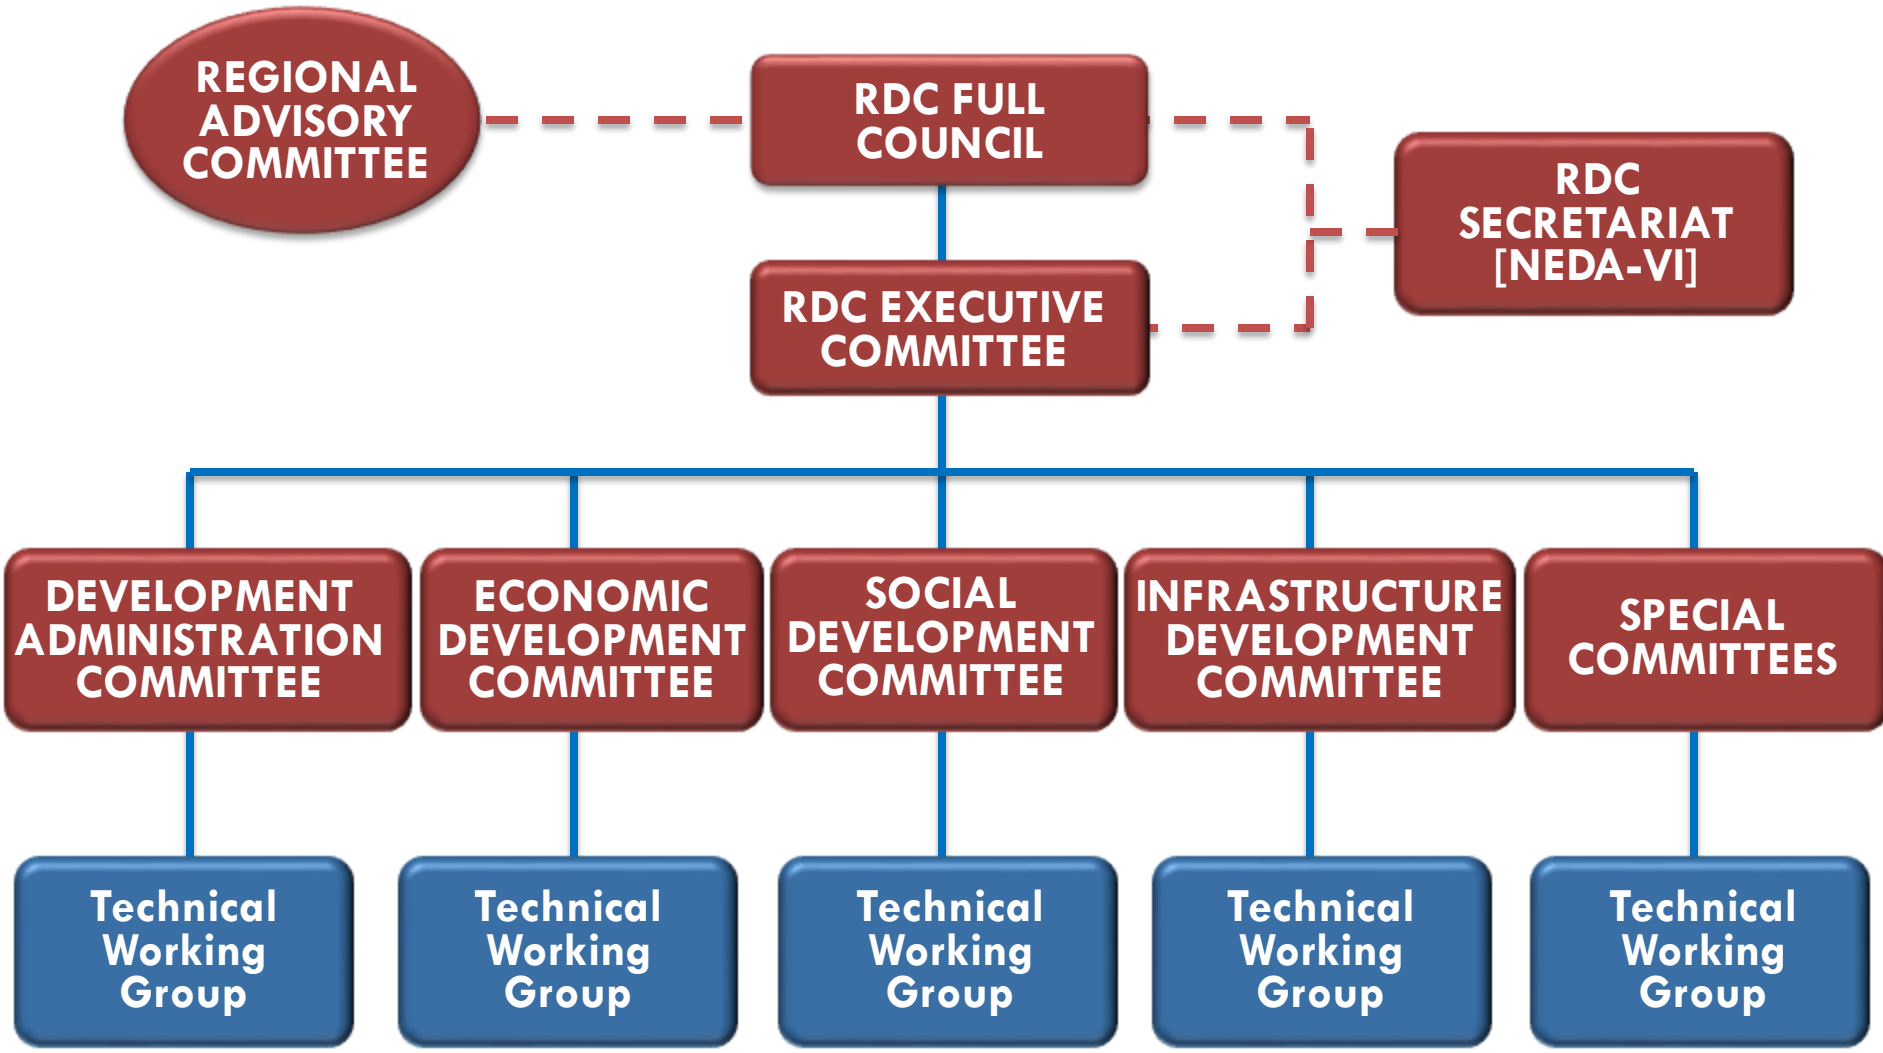 REGIONAL
ADVISORY
COMMITTEE
RDC FULL
COUNCIL
RDC
SECRETARIAT
[NEDA-VI]
RDC EXECUTIVE
COMMITTEE
DEVELOPMENT
ADMINISTRATION
COMMITTEE
ECONOMIC
DEVELOPMENT
COMMITTEE
SOCIAL
DEVELOPMENT
COMMITTEE
INFRASTRUCTURE
DEVELOPMENT
COMMITTEE
SPECIAL
COMMITTEES
Technical
Working
Group
Technical
Working
Group
Technical
Working
Group
Technical
Working
Group
Technical
Working
Group